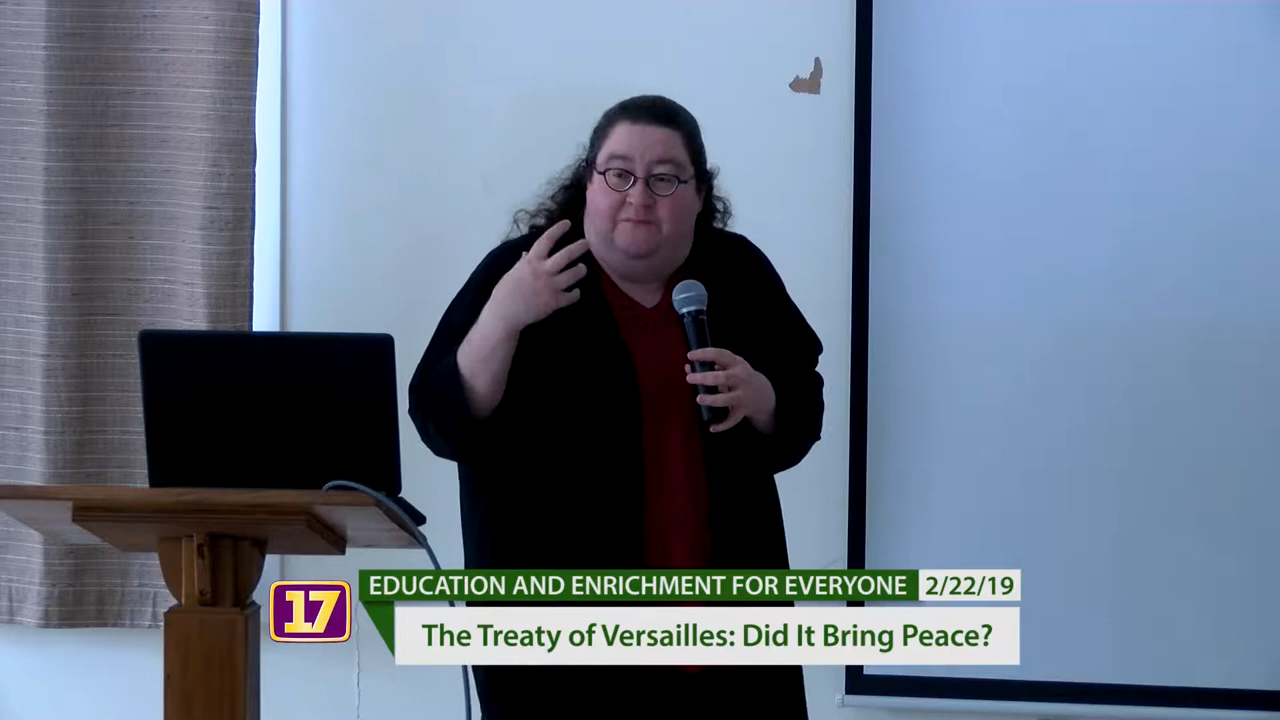 17
EDUCATION AND ENRICHMENT FOR EVERYONE 2/22/19
The Treaty of Versailles: Did It Bring Peace?